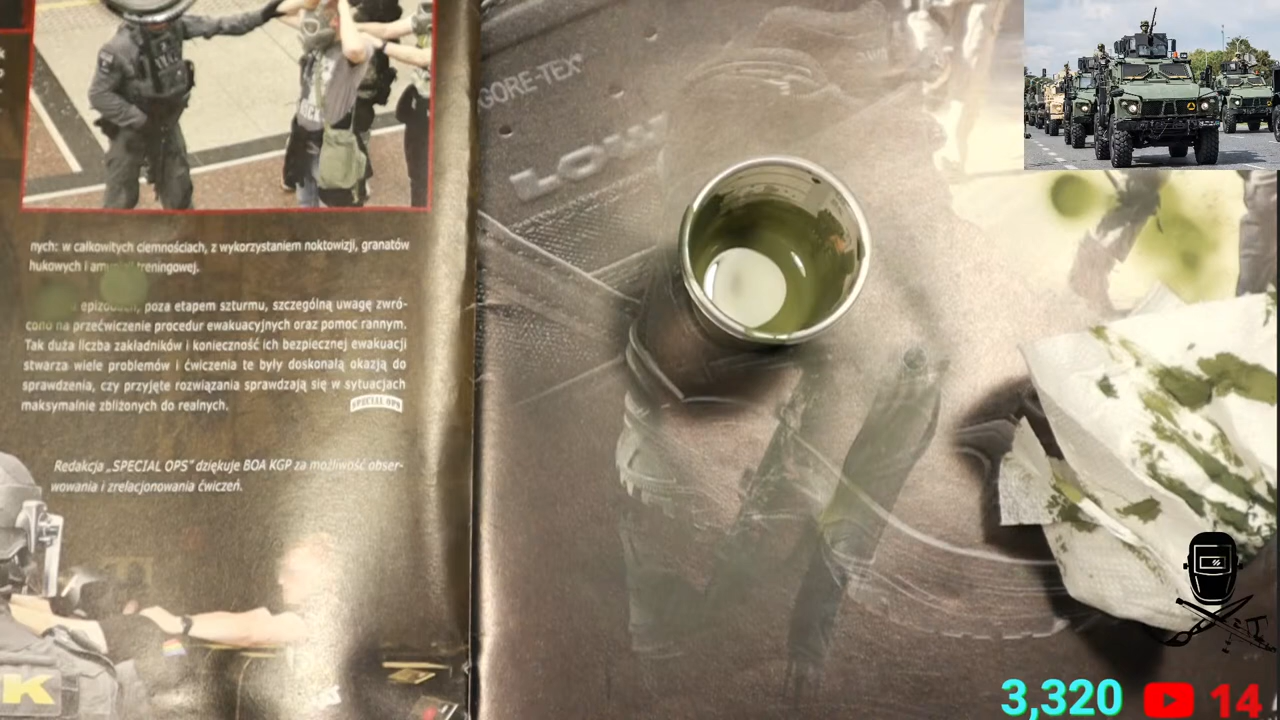 GORE-TEX®
nych: w całkowitych ciemnościach, z wykorzystaniem noktowizji, granatów
hukowych i treningowej.
poza etapem szturmu, szczególną uwagę zwró-
cono na przećwiczenie procedur ewakuacyjnych oraz pomoc rannym.
Tak duża liczba zakładników i konieczność ich bezpiecznej ewakuacji
stwarza wiele problemów i ćwiczenia te były doskonałą okazją do
sprawdzenia, czy przyjęte rozwiązania sprawdzają się w sytuacjach
maksymalnie zbliżonych do realnych.
SPECIAL OPS
Redakcja „SPECIAL OPS" dziękuje BOA KGP za możliwość obser-
wowania i zrelacjonowania ćwiczeń.
K
3,320
14